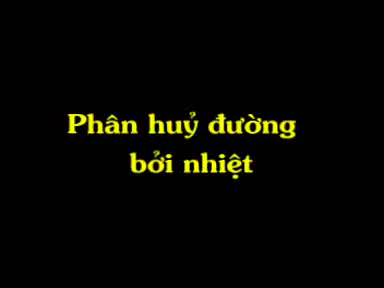 Phân huỷ đường
bởi nhiệt